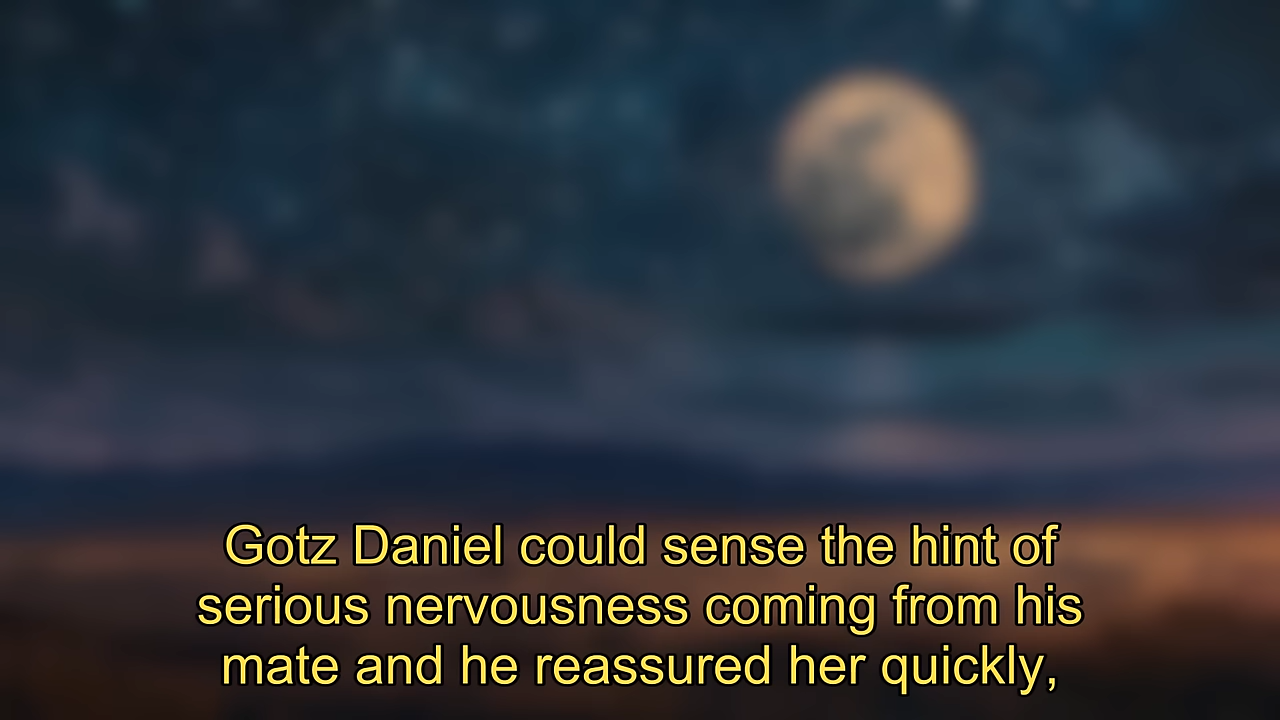 Gotz Daniel could sense the hint of
serious nervousness coming from his
mate and he reassured her quickly,